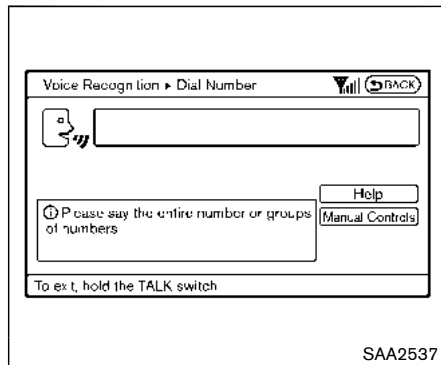 Voice Recognition ▸ Dial Number BACK
Help
ⓘ Please say the entire number or groups
of numbers
Manual Controls
To exit, hold the TALK switch
SAA2537